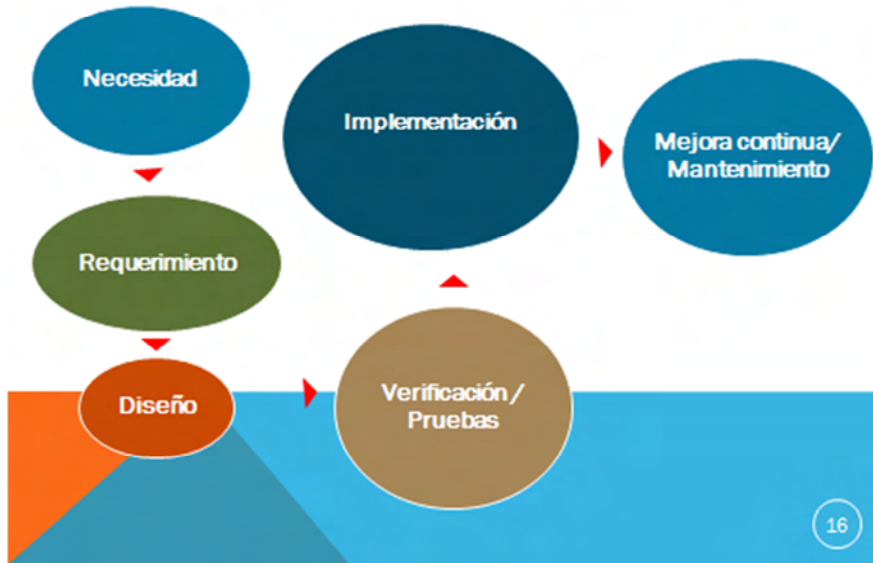 Necesidad
Requerimiento
Diseño
Verificación /
Pruebas
Implementación
Mejora continua/
Mantenimiento
16